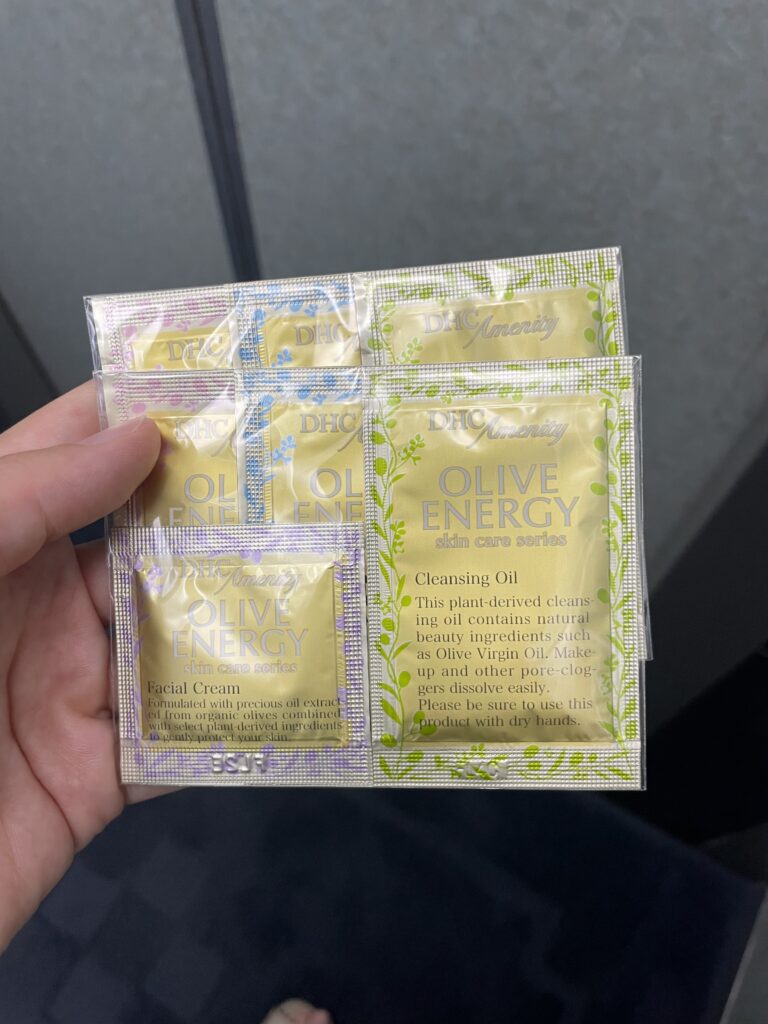 DHC
DHC
DHC Amenity
DHC
DHC
DHC Amenity
OL
OL
OLIVE
ENERGY
skin care series
Cleansing Oil
This plant-derived cleans-
ing oil contains natural
beauty ingredients such
as Olive Virgin Oil. Make-
up and other pore-clog-
gers dissolve easily.
Please be sure to use this
product with dry hands.
DHC Amenity
OLIVE
ENERGY
skin care series
Facial Cream
Formulated with precious oil extract
ed from organic olives combined
with select plant-derived ingredients
to gently protect your skin.